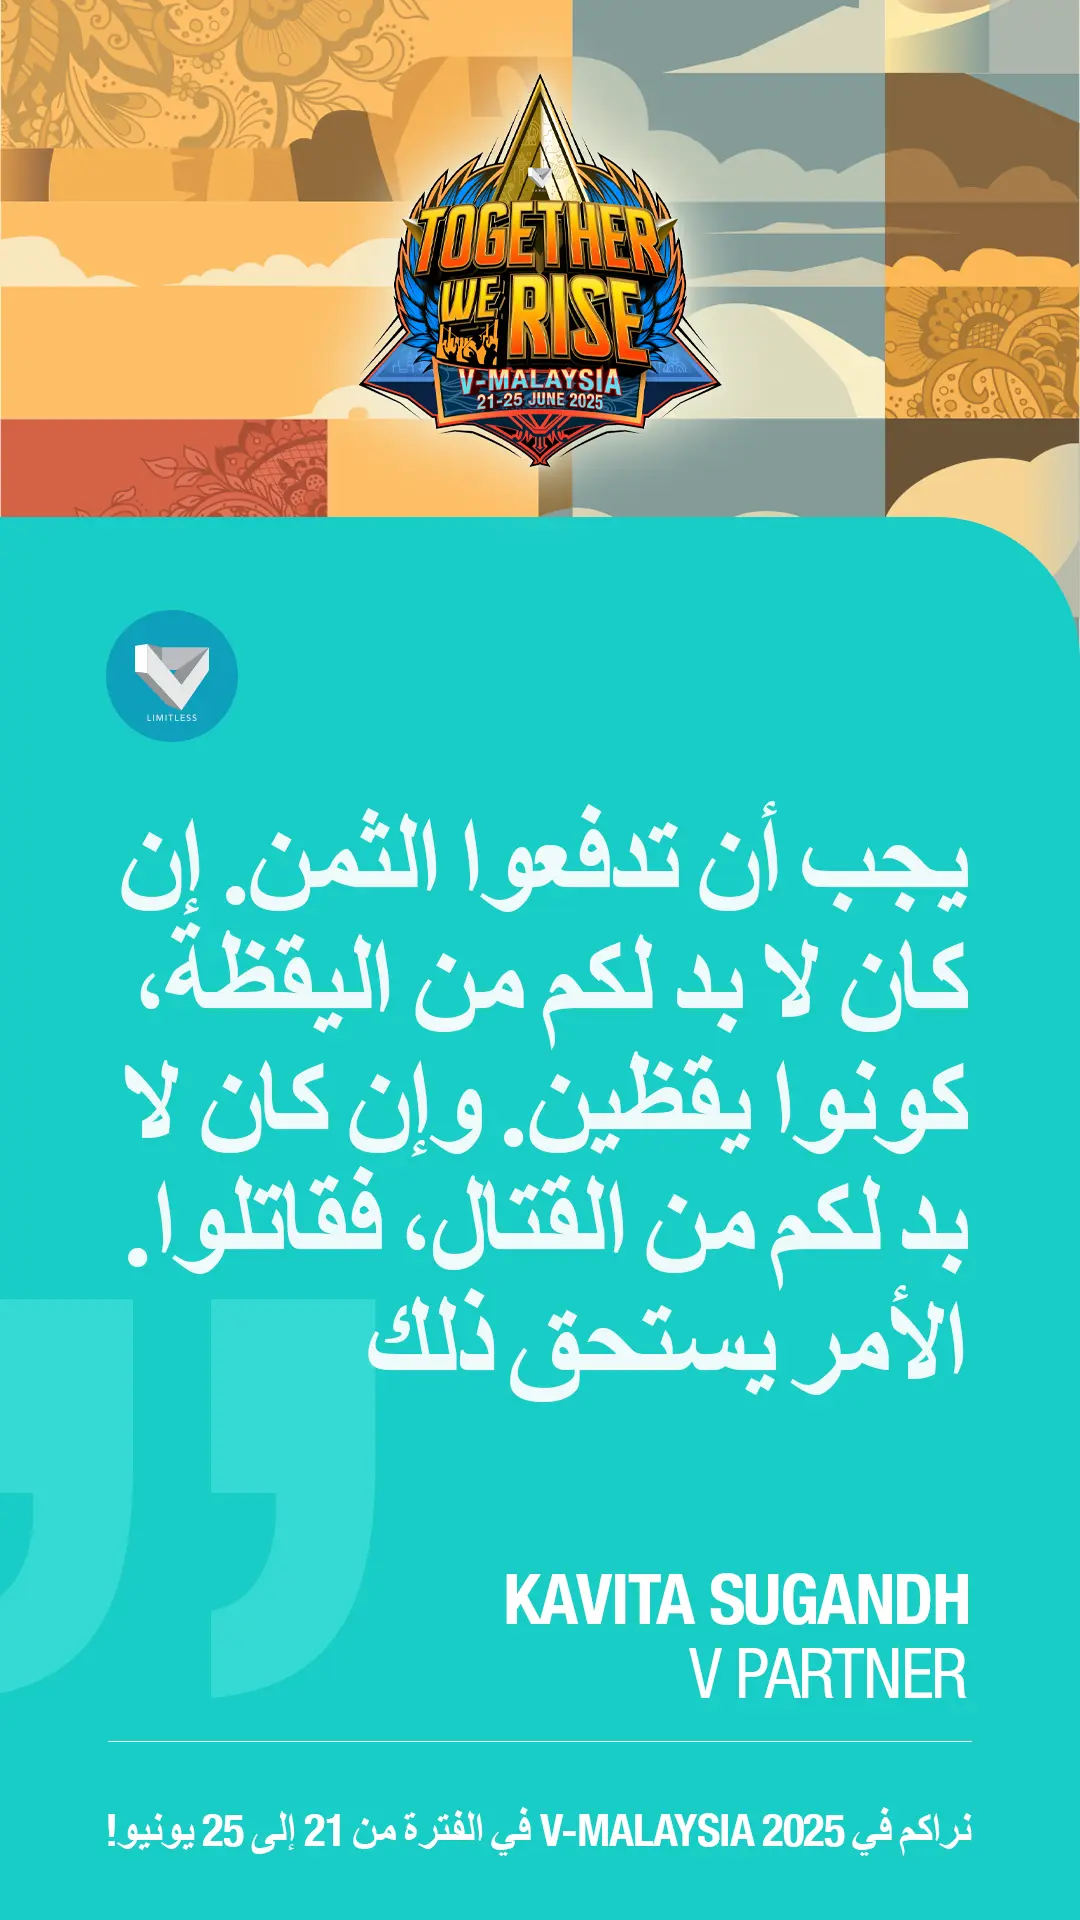 TOGETHER
WE RISE
V-MALAYSIA
21-25 JUNE 2025
LIMITLESS
يجب أن تدفعوا الثمن. إن
كان لا بد لكم من اليقظة،
كونوا يقظين. وإن كان لا
بد لكم من القتال، فقاتلوا.
الأمر يستحق ذلك
KAVITA SUGANDH
V PARTNER
نراكم في V-MALAYSIA 2025 في الفترة من 21 إلى 25 يونيو!